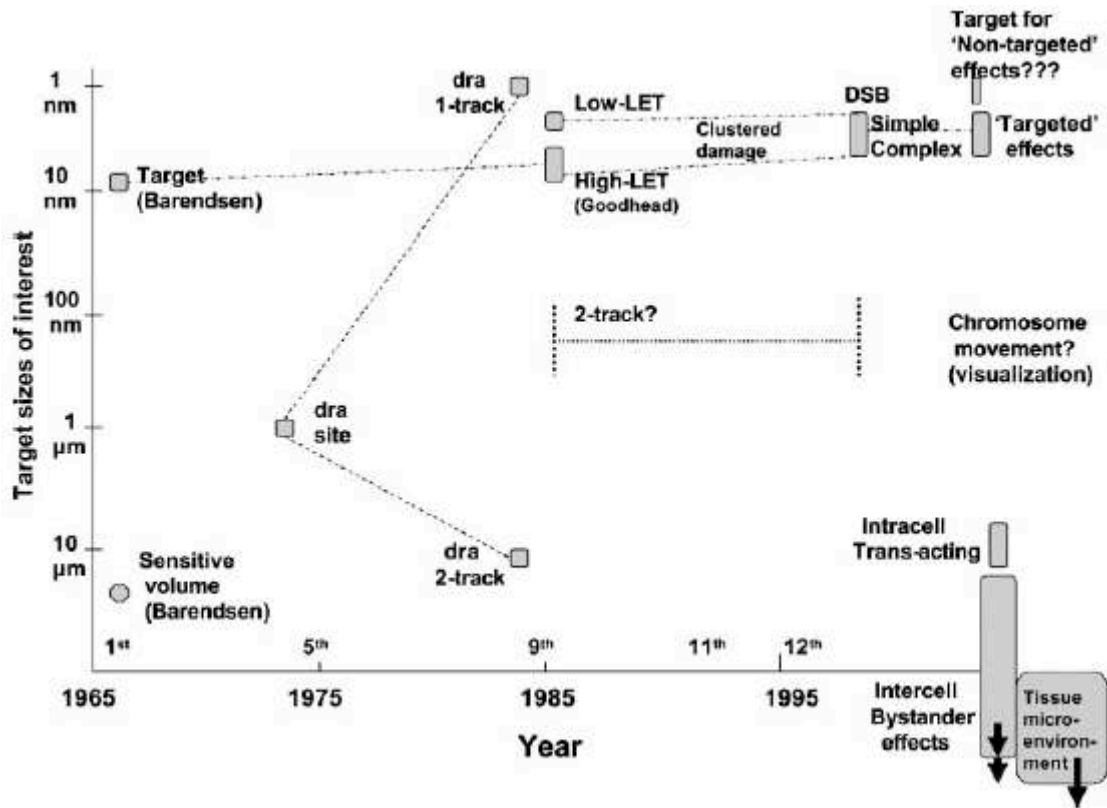 Target for
'Non-targeted'
effects???
1
nm
dra
1-track
Low-LET
DSB
Clustered
damage
Simple
Complex
'Targeted'
effects
10
nm
Target
(Barendsen)
High-LET
(Goodhead)
Target sizes of interest
100
nm
2-track?
Chromosome
movement?
(visualization)
1
µm
dra
site
10
µm
Sensitive
volume
(Barendsen)
dra
2-track
Intracell
Trans-acting
1st
5th
9th
11th
12th
1965
1975
1985
1995
Year
Intercell
Bystander
effects
Tissue
micro-
environ-
ment